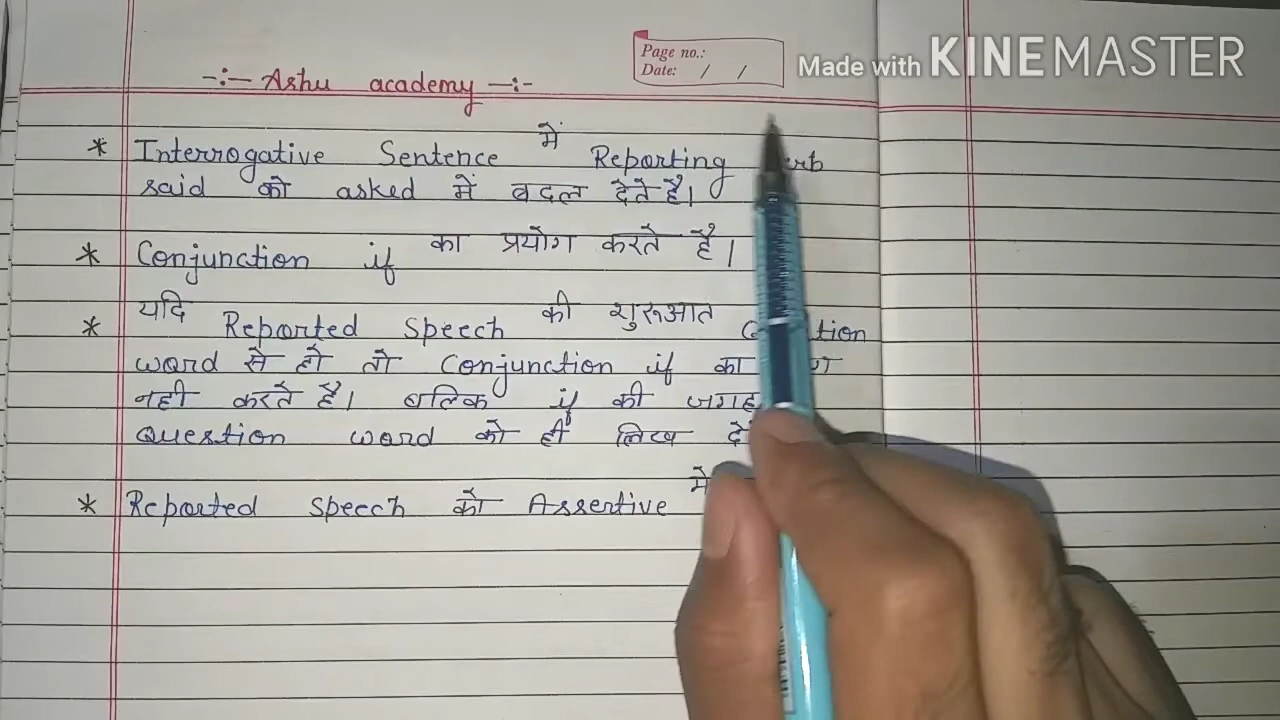 Page no.:
Date: / /
Made with KINEMASTER
-:- Ashu academy -:-
* Interrogative Sentence में Reporting
said को asked में बदल देते है।
* Conjunction if का प्रयोग करते है।
* यदि Reported Speech की शुरूआत
word से हो तो Conjunction if का
नही करते है। बल्कि if की जगह
Question word को ही लिख
* Reported speech को Assertive में